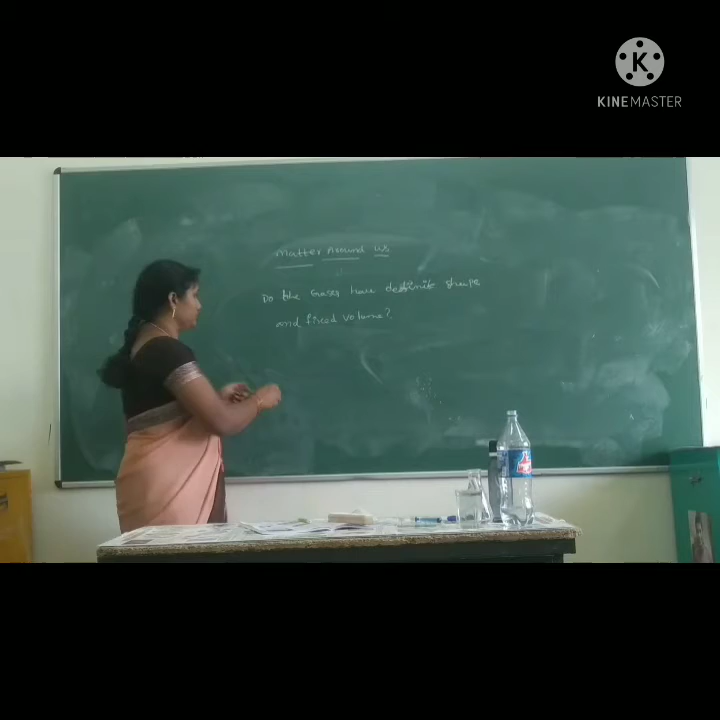 KINEMASTER
Matter Around us
Do the Gases have definite shape
and fixed volume?